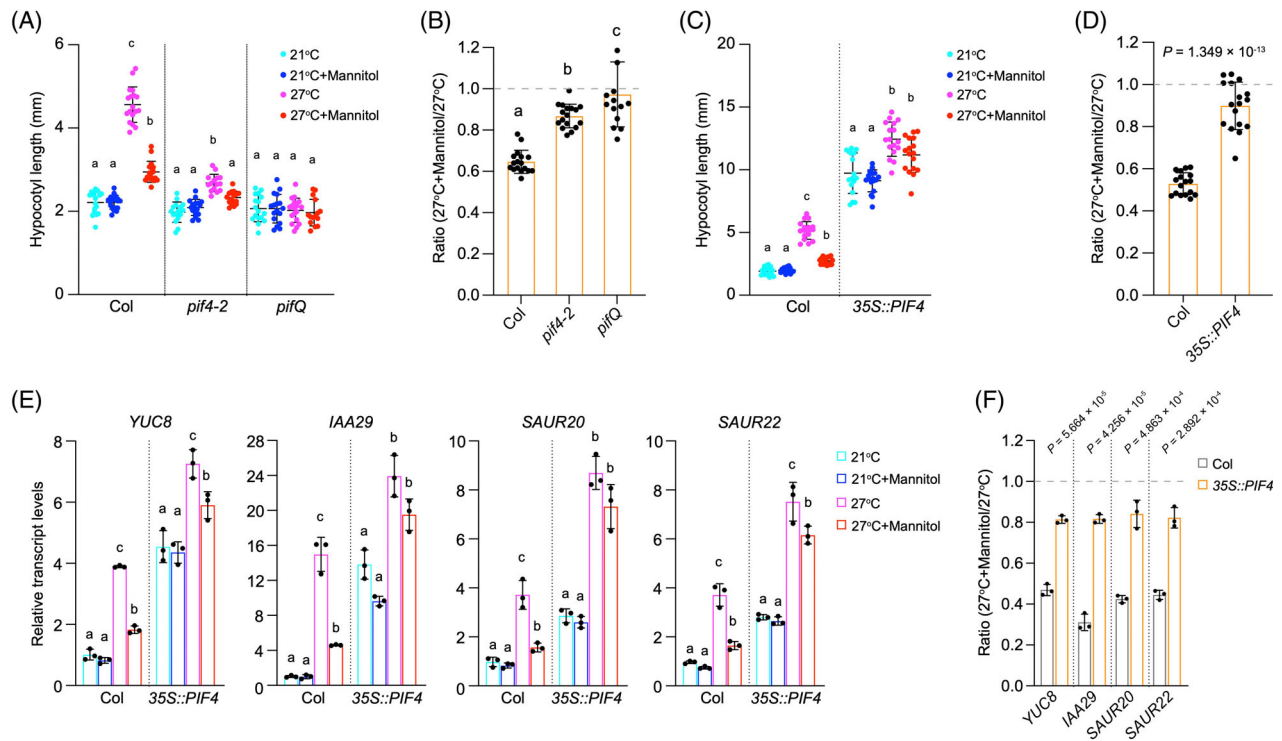 (A)
Hypocotyl length (mm)
6
4
2
0
21°C
21°C+Mannitol
27°C
27°C+Mannitol
a a c b
a a b a
a a a a
Col pif4-2 pifQ
(B)
Ratio (27°C+Mannitol/27°C)
1.2
1.0
0.8
0.6
0.4
0.2
0.0
a b c
Col pif4-2 pifQ
(C)
Hypocotyl length (mm)
20
15
10
5
0
21°C
21°C+Mannitol
27°C
27°C+Mannitol
a a c b
a a b b
Col 35S::PIF4
(D)
Ratio (27°C+Mannitol/27°C)
P = 1.349 × 10-13
1.2
1.0
0.8
0.6
0.4
0.2
0.0
Col 35S::PIF4
(E)
Relative transcript levels
YUC8
8
6
4
2
0
a a c b
a a c b
Col 35S::PIF4
IAA29
28
24
20
16
12
8
4
0
a a c b
a a b b
Col 35S::PIF4
SAUR20
10
8
6
4
2
0
a a c b
a a b b
Col 35S::PIF4
SAUR22
10
8
6
4
2
0
a a c b
a a c b
Col 35S::PIF4
21°C
21°C+Mannitol
27°C
27°C+Mannitol
(F)
Ratio (27°C+Mannitol/27°C)
P = 5.664 × 10-5
P = 4.256 × 10-5
P = 4.863 × 10-4
P = 2.892 × 10-4
1.2
1.0
0.8
0.6
0.4
0.2
0.0
Col
35S::PIF4
YUC8 IAA29 SAUR20 SAUR22